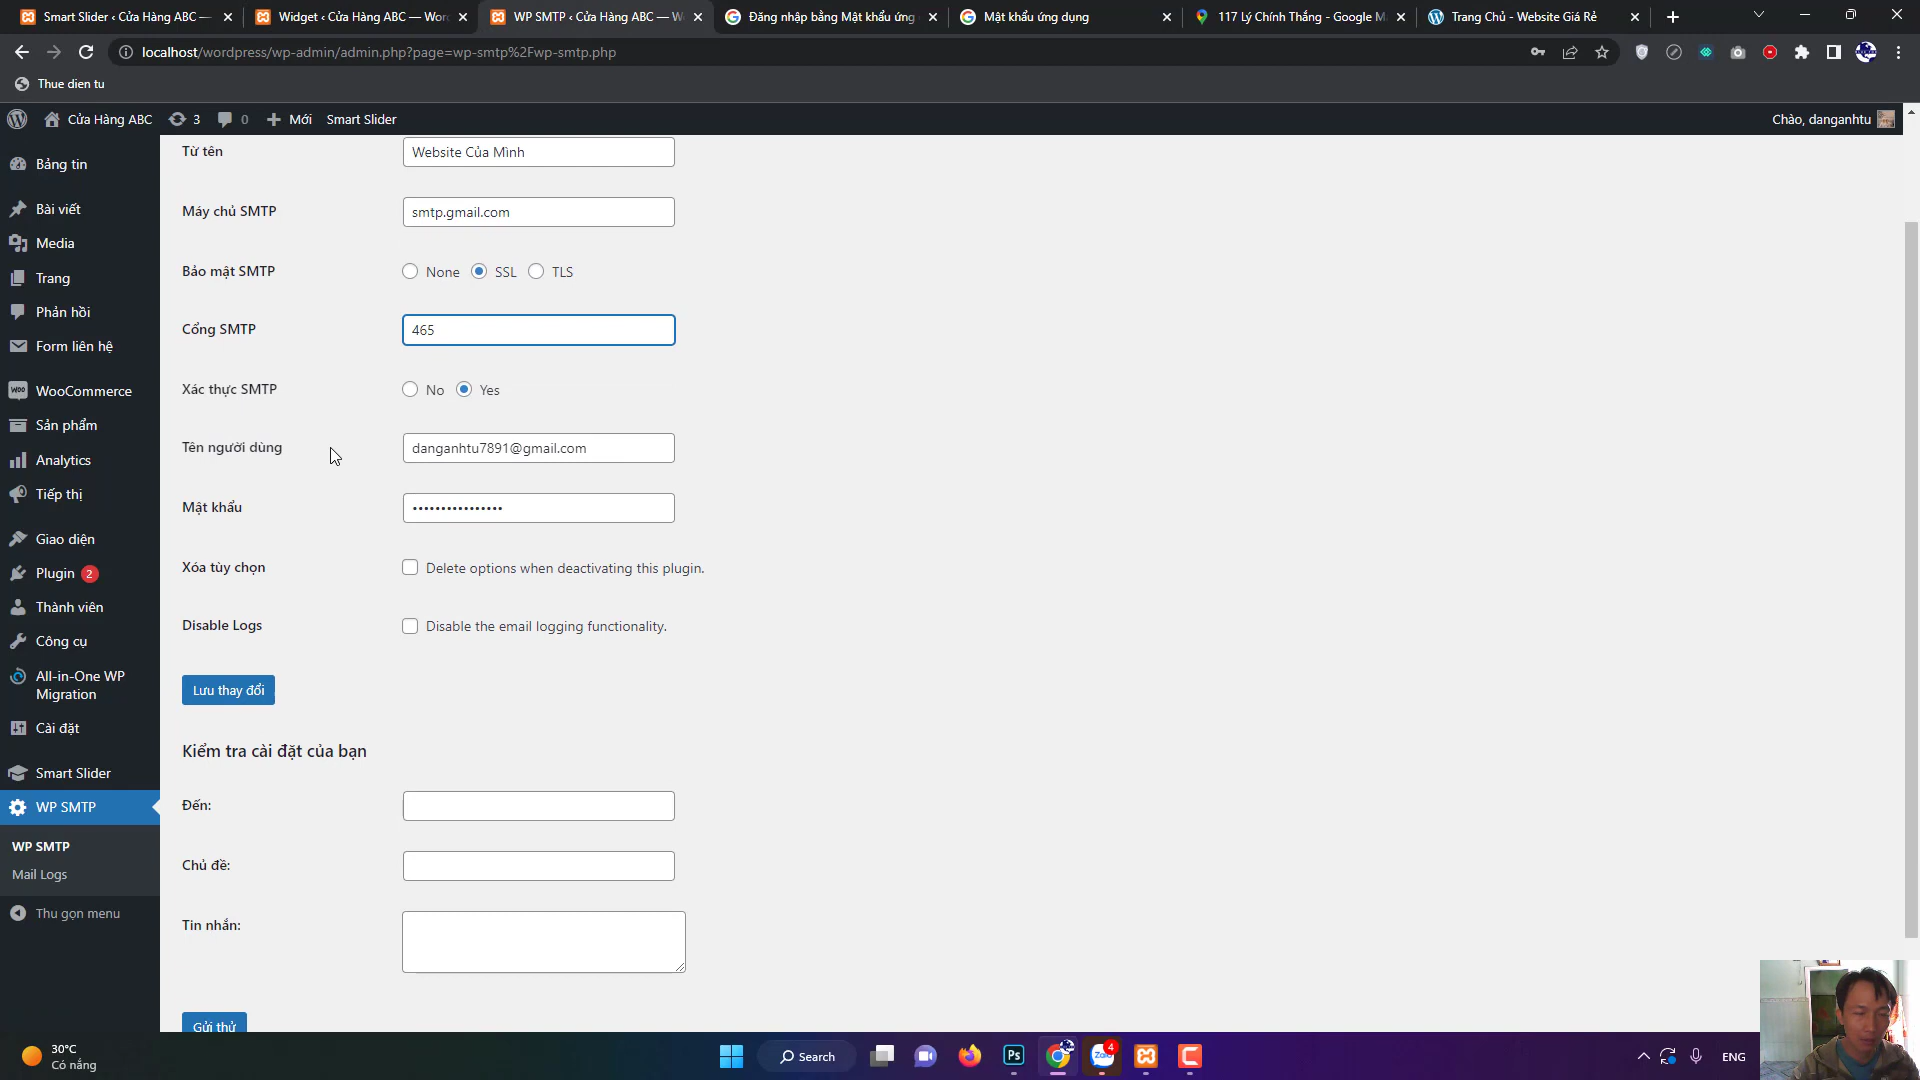 Smart Slider ‹ Cửa Hàng ABC —
Widget ‹ Cửa Hàng ABC — Wor
WP SMTP ‹ Cửa Hàng ABC — W
Đăng nhập bằng Mật khẩu ứng
Mật khẩu ứng dụng
117 Lý Chính Thắng - Google M
Trang Chủ - Website Giá Rẻ
localhost/wordpress/wp-admin/admin.php?page=wp-smtp%2Fwp-smtp.php
Thue dien tu
Cửa Hàng ABC
3
0
Mới
Smart Slider
Chào, danganhtu
Bảng tin
Bài viết
Media
Trang
Phản hồi
Form liên hệ
WooCommerce
Sản phẩm
Analytics
Tiếp thị
Giao diện
Plugin 2
Thành viên
Công cụ
All-in-One WP
Migration
Cài đặt
Smart Slider
WP SMTP
WP SMTP
Mail Logs
Thu gọn menu
Từ tên
Website Của Mình
Máy chủ SMTP
smtp.gmail.com
Bảo mật SMTP
None SSL TLS
Cổng SMTP
465
Xác thực SMTP
No Yes
Tên người dùng
danganhtu7891@gmail.com
Mật khẩu
••••••••••••••••
Xóa tùy chọn
Delete options when deactivating this plugin.
Disable Logs
Disable the email logging functionality.
Lưu thay đổi
Kiểm tra cài đặt của bạn
Đến:
Chủ đề:
Tin nhắn:
Gửi thử
30°C
Có nắng
Search
Ps
Zalo
4
ENG